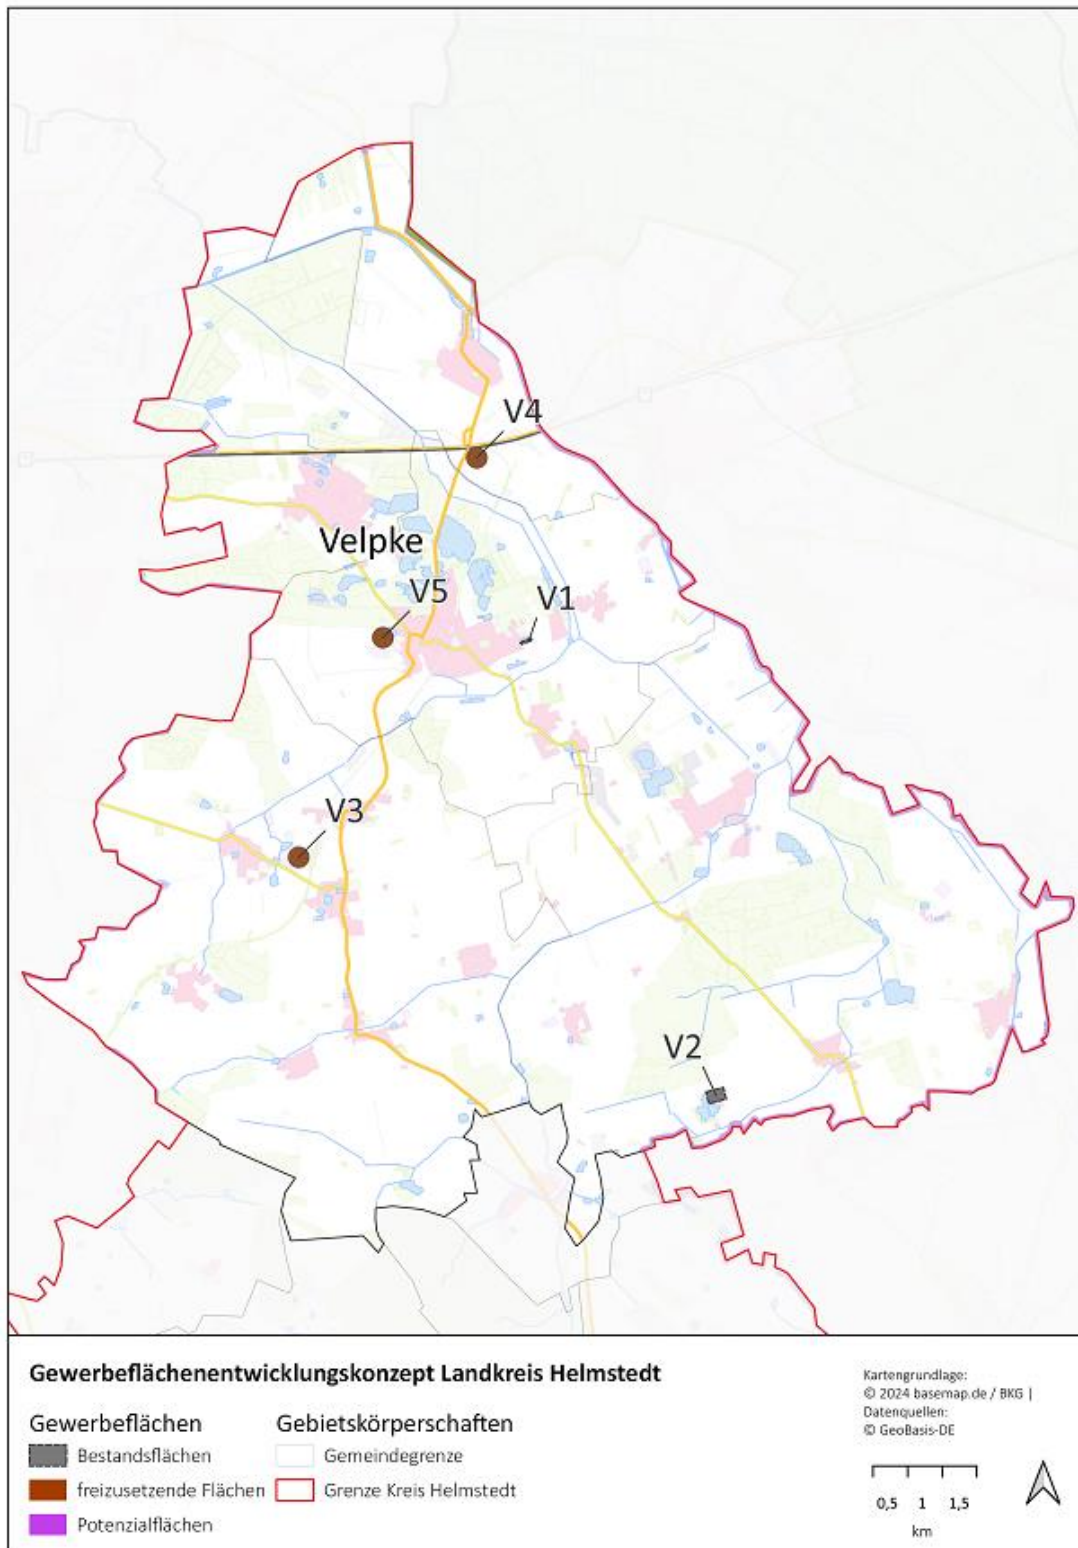 V4
Velpke
V5
V1
V3
V2
Gewerbeflächenentwicklungskonzept Landkreis Helmstedt
Gewerbeflächen
Bestandsflächen
freizusetzende Flächen
Potenzialflächen
Gebietskörperschaften
Gemeindegrenze
Grenze Kreis Helmstedt
Kartengrundlage:
© 2024 basemap.de / BKG |
Datenquellen:
© GeoBasis-DE
0,5 1 1,5
km